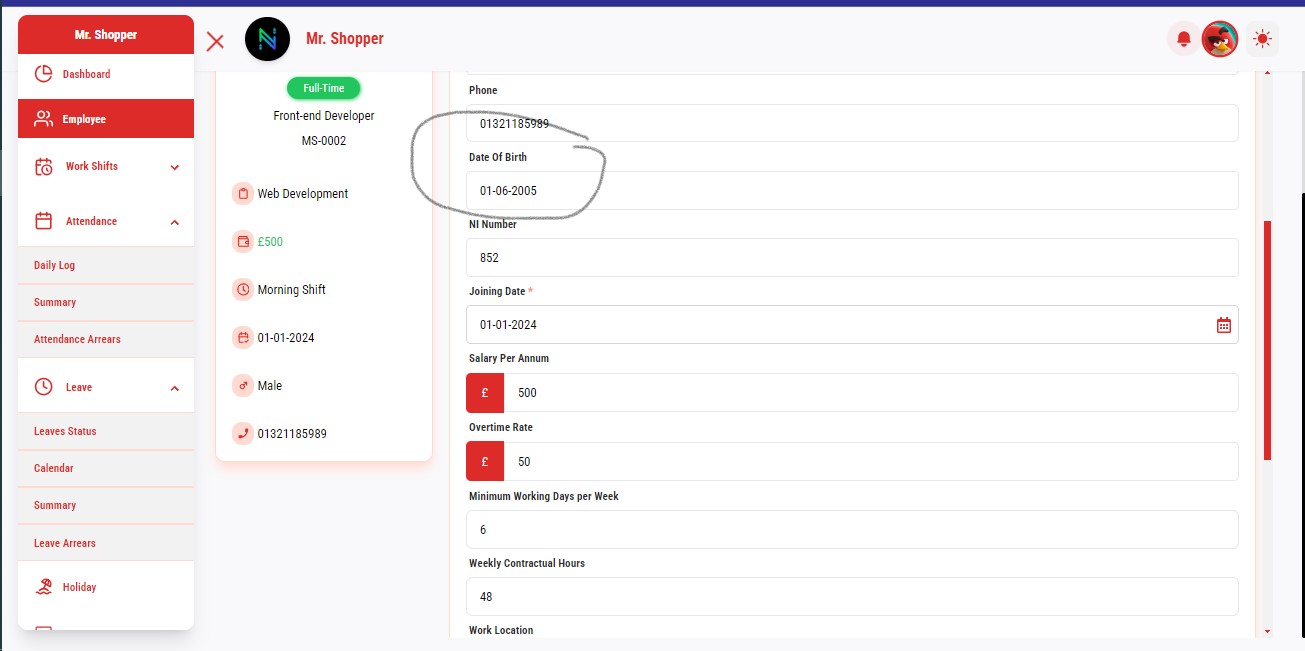 Mr. Shopper
Dashboard
Employee
Work Shifts
Attendance
Daily Log
Summary
Attendance Arrears
Leave
Leaves Status
Calendar
Summary
Leave Arrears
Holiday
Mr. Shopper
Full-Time
Front-end Developer
MS-0002
Web Development
£500
Morning Shift
01-01-2024
Male
01321185989
Phone
01321185989
Date Of Birth
01-06-2005
NI Number
852
Joining Date *
01-01-2024
Salary Per Annum
£ 500
Overtime Rate
£ 50
Minimum Working Days per Week
6
Weekly Contractual Hours
48
Work Location